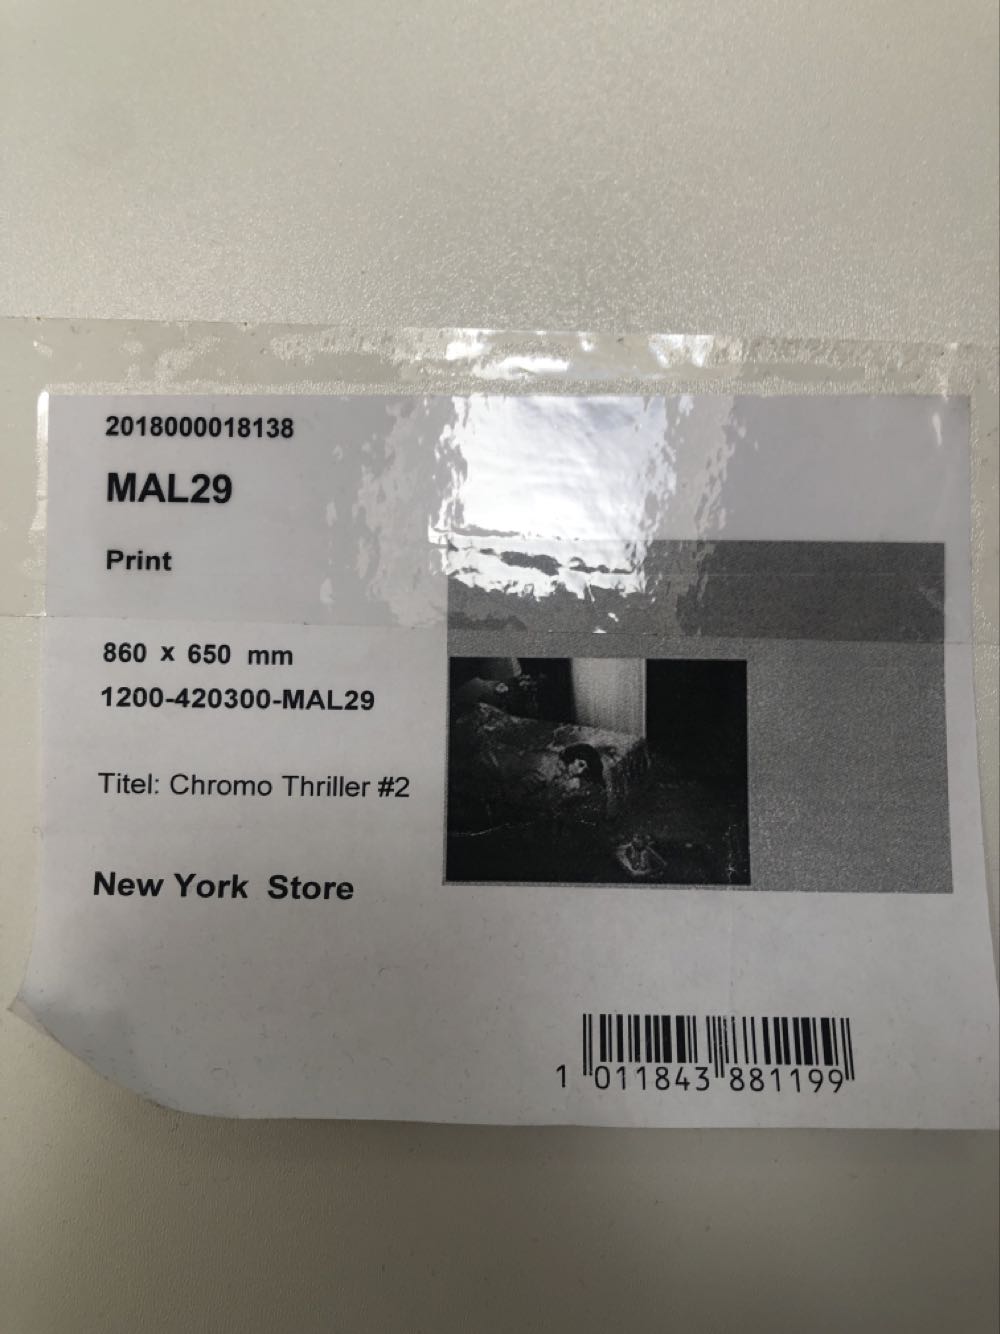 2018000018138
MAL29
Print
860 x 650 mm
1200-420300-MAL29
Titel: Chromo Thriller #2
New York Store
1 011843 881199